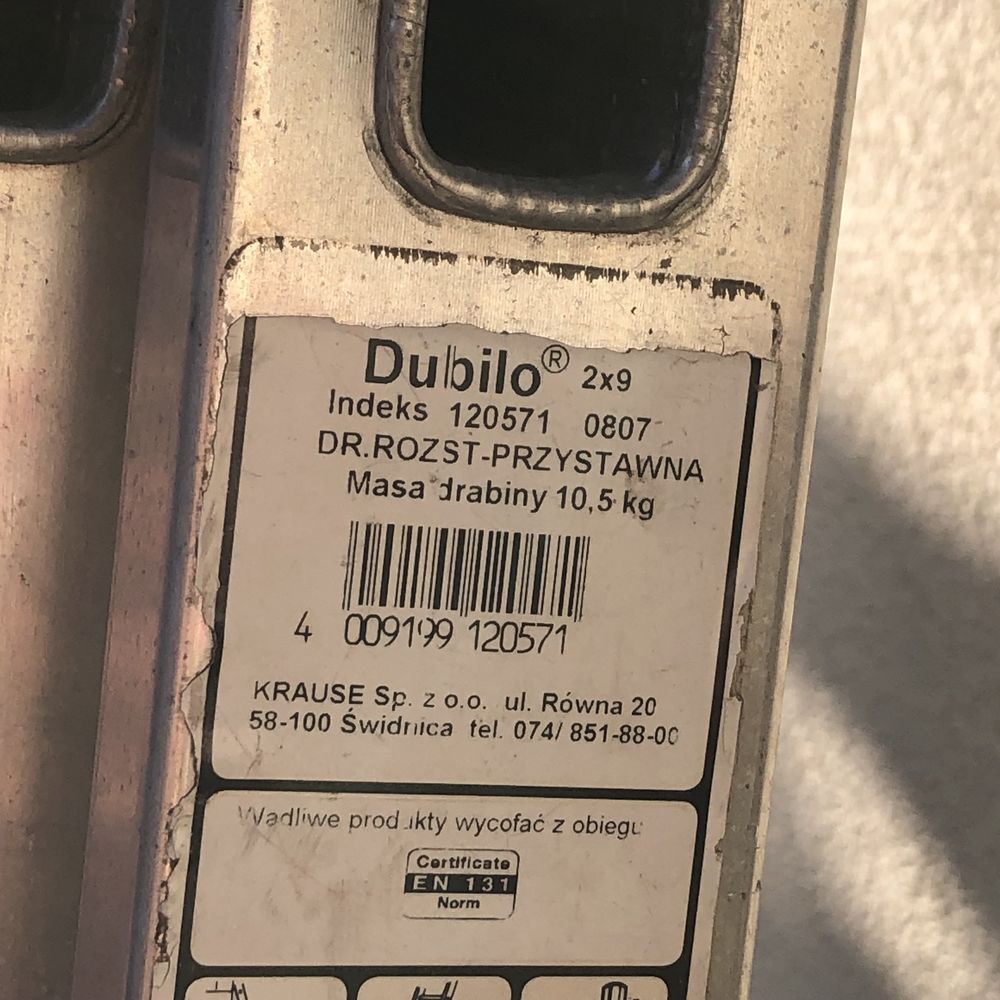 Dubilo® 2x9
Indeks 120571 0807
DR.ROZST-PRZYSTAWNA
Masa drabiny 10,5 kg
4 009199 120571
KRAUSE Sp. z o.o. ul. Równa 20
58-100 Świdnica tel. 074/ 851-88-00
Wadliwe produkty wycofać z obiegu
Certificate
EN 131
Norm